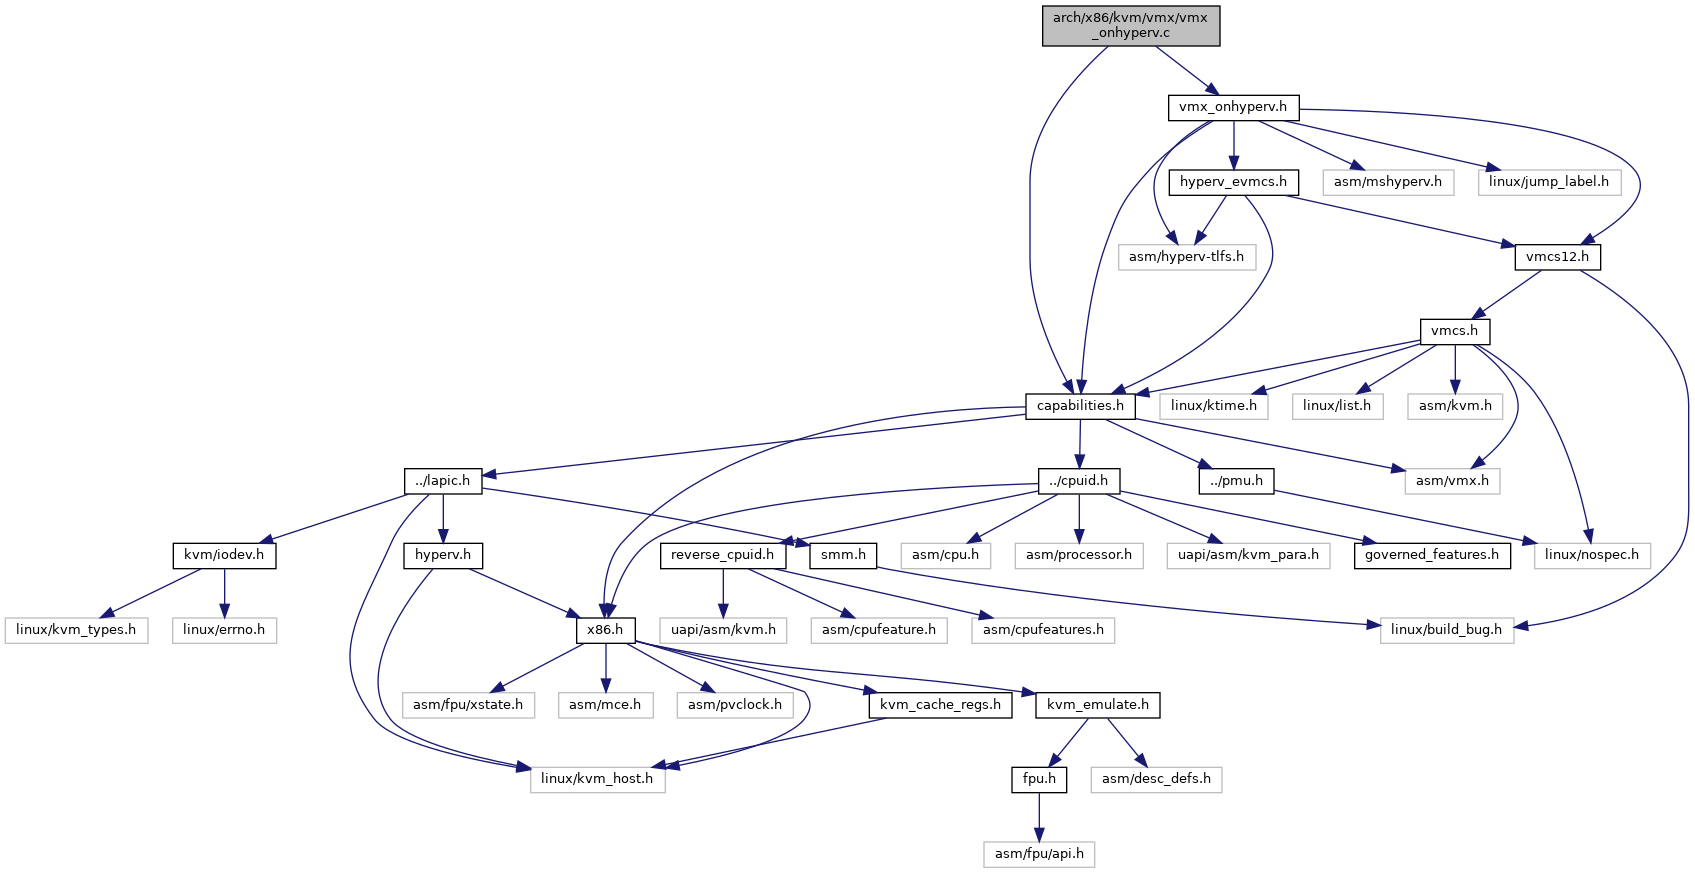 arch/x86/kvm/vmx/vmx
_onhyperv.c
vmx_onhyperv.h
hyperv_evmcs.h
asm/mshyperv.h
linux/jump_label.h
asm/hyperv-tlfs.h
vmcs12.h
vmcs.h
capabilities.h
linux/ktime.h
linux/list.h
asm/kvm.h
../lapic.h
../cpuid.h
../pmu.h
asm/vmx.h
kvm/iodev.h
hyperv.h
reverse_cpuid.h
smm.h
asm/cpu.h
asm/processor.h
uapi/asm/kvm_para.h
governed_features.h
linux/nospec.h
linux/kvm_types.h
linux/errno.h
x86.h
uapi/asm/kvm.h
asm/cpufeature.h
asm/cpufeatures.h
linux/build_bug.h
asm/fpu/xstate.h
asm/mce.h
asm/pvclock.h
kvm_cache_regs.h
kvm_emulate.h
linux/kvm_host.h
fpu.h
asm/desc_defs.h
asm/fpu/api.h